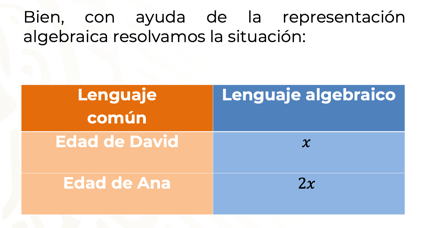 Bien, con ayuda de la representación
algebraica resolvamos la situación:
Lenguaje común Lenguaje algebraico
Edad de David x
Edad de Ana 2x